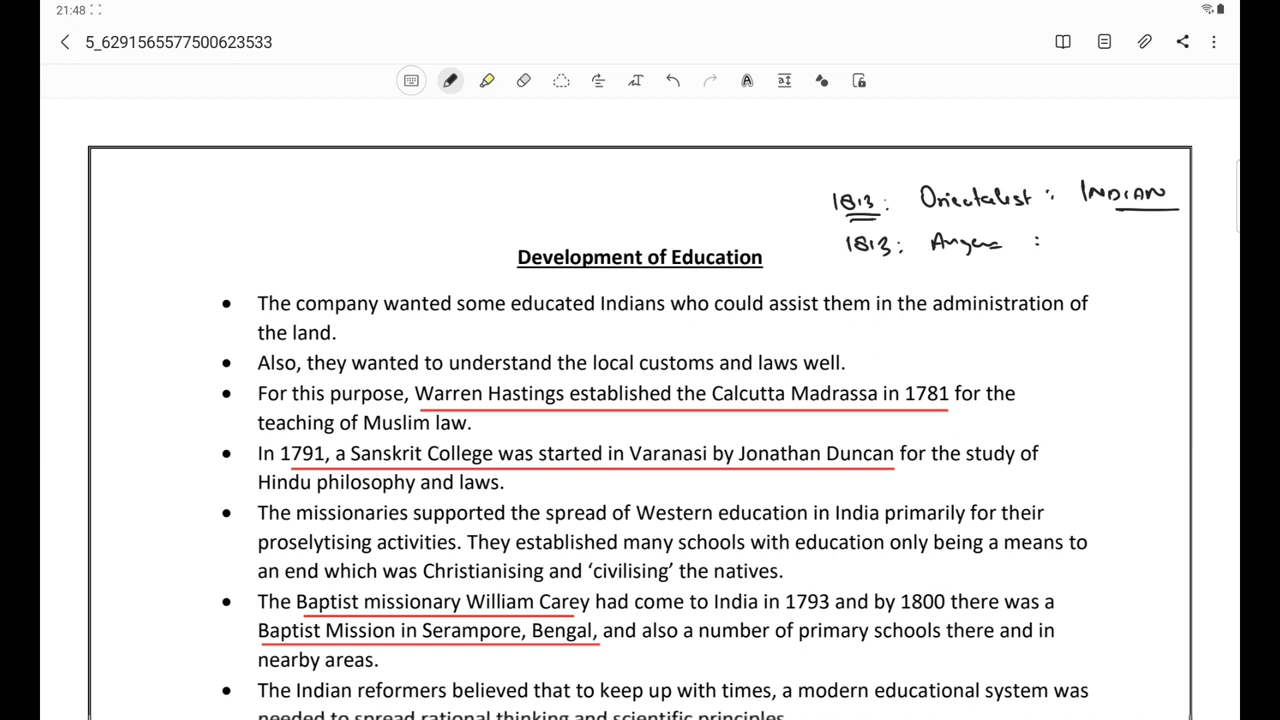 21:48
5_6291565577500623533
1813: Orientalist: INDIAN
1813: :
Development of Education
• The company wanted some educated Indians who could assist them in the administration of
the land.
• Also, they wanted to understand the local customs and laws well.
• For this purpose, Warren Hastings established the Calcutta Madrassa in 1781 for the
teaching of Muslim law.
• In 1791, a Sanskrit College was started in Varanasi by Jonathan Duncan for the study of
Hindu philosophy and laws.
• The missionaries supported the spread of Western education in India primarily for their
proselytising activities. They established many schools with education only being a means to
an end which was Christianising and ‘civilising’ the natives.
• The Baptist missionary William Carey had come to India in 1793 and by 1800 there was a
Baptist Mission in Serampore, Bengal, and also a number of primary schools there and in
nearby areas.
• The Indian reformers believed that to keep up with times, a modern educational system was
needed to spread rational thinking and scientific principles.